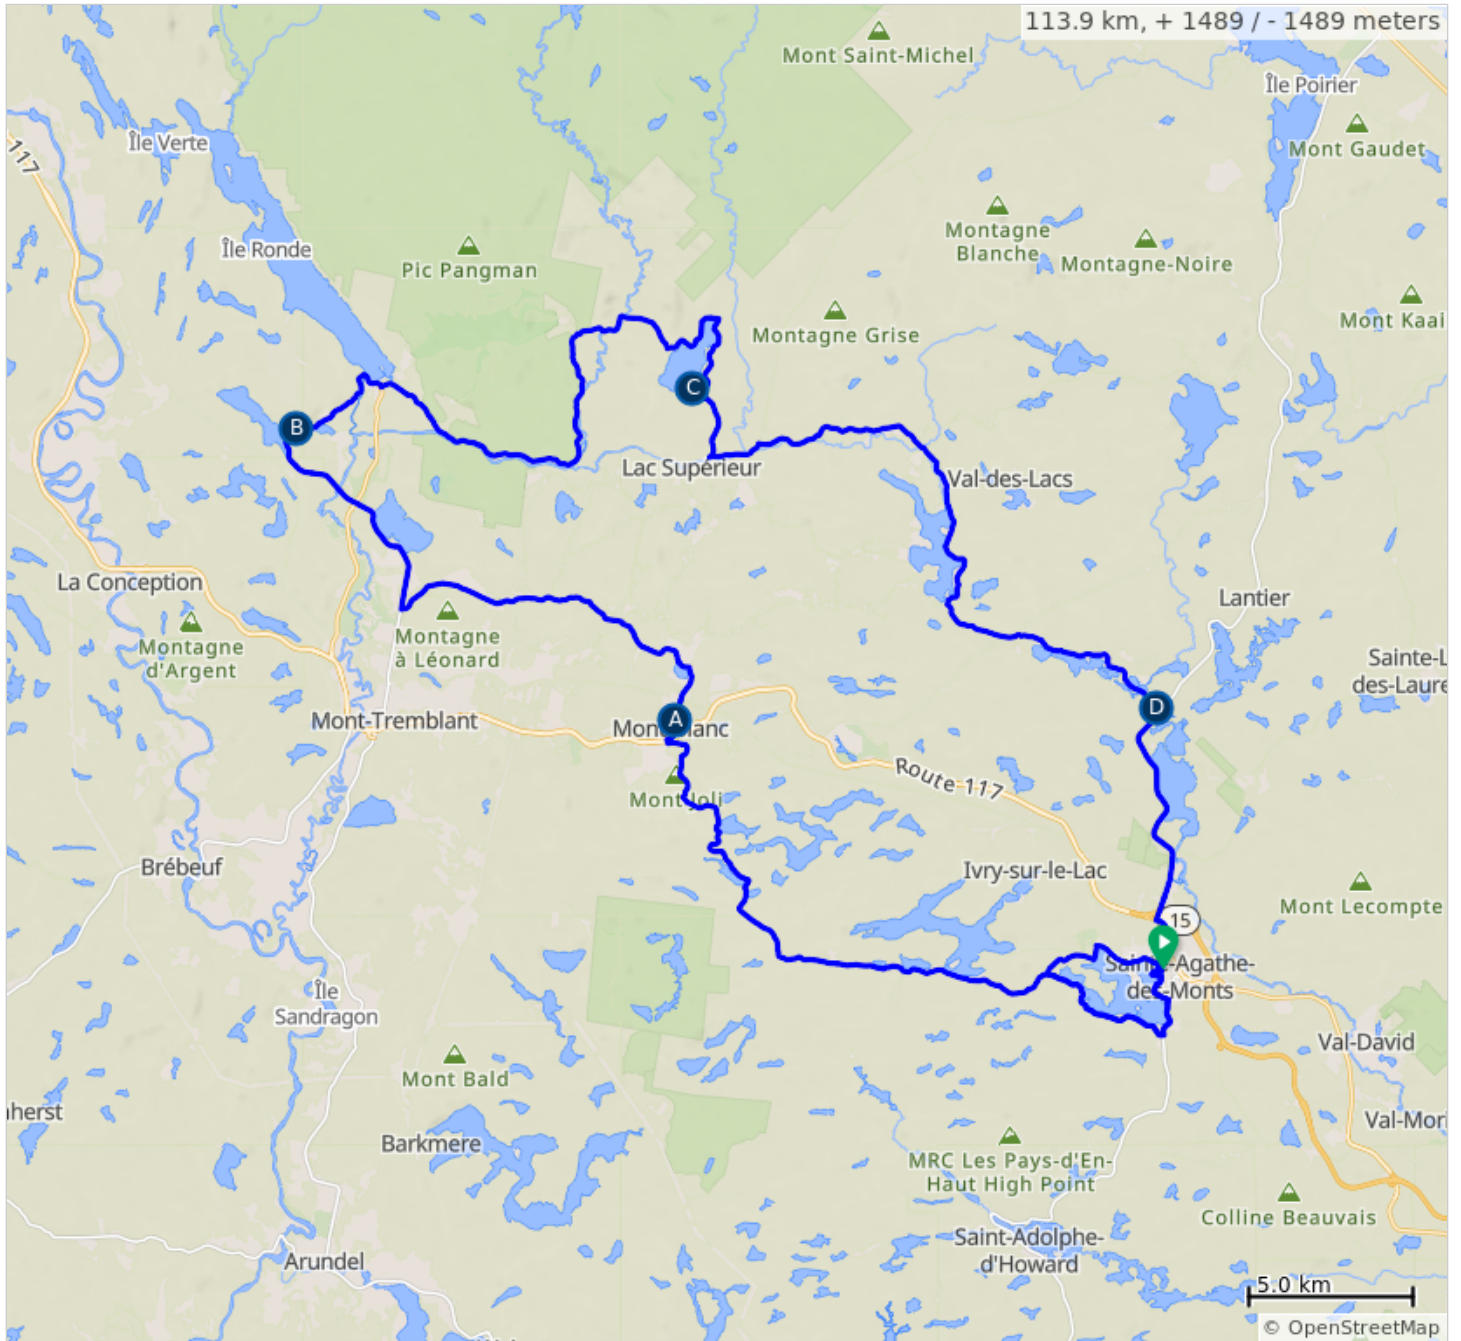 113.9 km, + 1489 / - 1489 meters
Mont Saint-Michel
Île Poirier
117
Île Verte
Mont Gaudet
Île Ronde
Montagne
Blanche
Montagne-Noire
Pic Pangman
Mont Kaai
Montagne Grise
C
B
Lac Supérieur
Val-des-Lacs
La Conception
Lantier
Montagne
d'Argent
Montagne
à Léonard
Sainte-L
des-Laure
D
Mont-Tremblant
A
Route 117
Mont Joli
Brébeuf
Ivry-sur-le-Lac
Mont Lecompte
15
-Agathe-
Monts
Île
Sandragon
Val-David
Mont Bald
nherst
Val-Mor
Barkmere
MRC Les Pays-d'En-
Haut High Point
Colline Beauvais
Saint-Adolphe-
d'Howard
Arundel
5.0 km
© OpenStreetMap